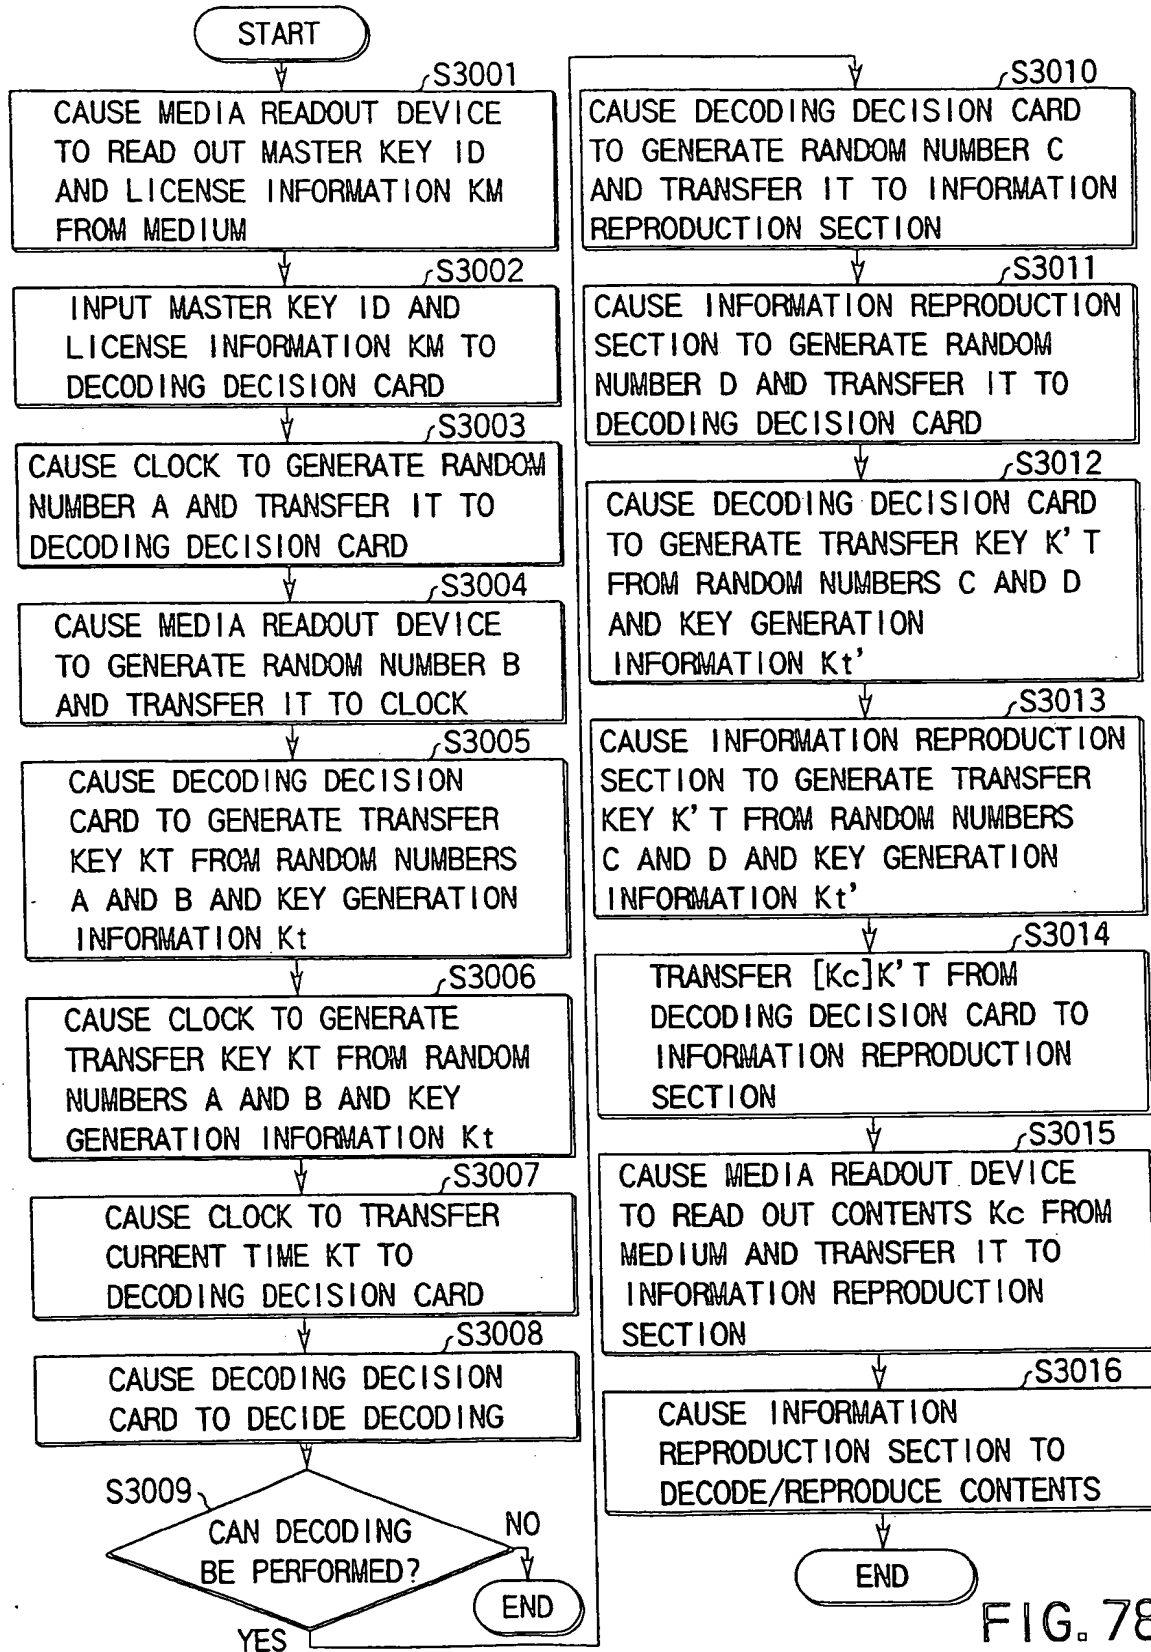 START
S3001
CAUSE MEDIA READOUT DEVICE
TO READ OUT MASTER KEY ID
AND LICENSE INFORMATION KM
FROM MEDIUM
S3002
INPUT MASTER KEY ID AND
LICENSE INFORMATION KM TO
DECODING DECISION CARD
S3003
CAUSE CLOCK TO GENERATE RANDOM
NUMBER A AND TRANSFER IT TO
DECODING DECISION CARD
S3004
CAUSE MEDIA READOUT DEVICE
TO GENERATE RANDOM NUMBER B
AND TRANSFER IT TO CLOCK
S3005
CAUSE DECODING DECISION
CARD TO GENERATE TRANSFER
KEY KT FROM RANDOM NUMBERS
A AND B AND KEY GENERATION
INFORMATION Kt
S3006
CAUSE CLOCK TO GENERATE
TRANSFER KEY KT FROM RANDOM
NUMBERS A AND B AND KEY
GENERATION INFORMATION Kt
S3007
CAUSE CLOCK TO TRANSFER
CURRENT TIME KT TO
DECODING DECISION CARD
S3008
CAUSE DECODING DECISION
CARD TO DECIDE DECODING
S3009
CAN DECODING
BE PERFORMED?
NO
END
YES
S3010
CAUSE DECODING DECISION CARD
TO GENERATE RANDOM NUMBER C
AND TRANSFER IT TO INFORMATION
REPRODUCTION SECTION
S3011
CAUSE INFORMATION REPRODUCTION
SECTION TO GENERATE RANDOM
NUMBER D AND TRANSFER IT TO
DECODING DECISION CARD
S3012
CAUSE DECODING DECISION CARD
TO GENERATE TRANSFER KEY K'T
FROM RANDOM NUMBERS C AND D
AND KEY GENERATION
INFORMATION Kt'
S3013
CAUSE INFORMATION REPRODUCTION
SECTION TO GENERATE TRANSFER
KEY K'T FROM RANDOM NUMBERS
C AND D AND KEY GENERATION
INFORMATION Kt'
S3014
TRANSFER [Kc]K'T FROM
DECODING DECISION CARD TO
INFORMATION REPRODUCTION
SECTION
S3015
CAUSE MEDIA READOUT DEVICE
TO READ OUT CONTENTS Kc FROM
MEDIUM AND TRANSFER IT TO
INFORMATION REPRODUCTION
SECTION
S3016
CAUSE INFORMATION
REPRODUCTION SECTION TO
DECODE/REPRODUCE CONTENTS
END
FIG. 78